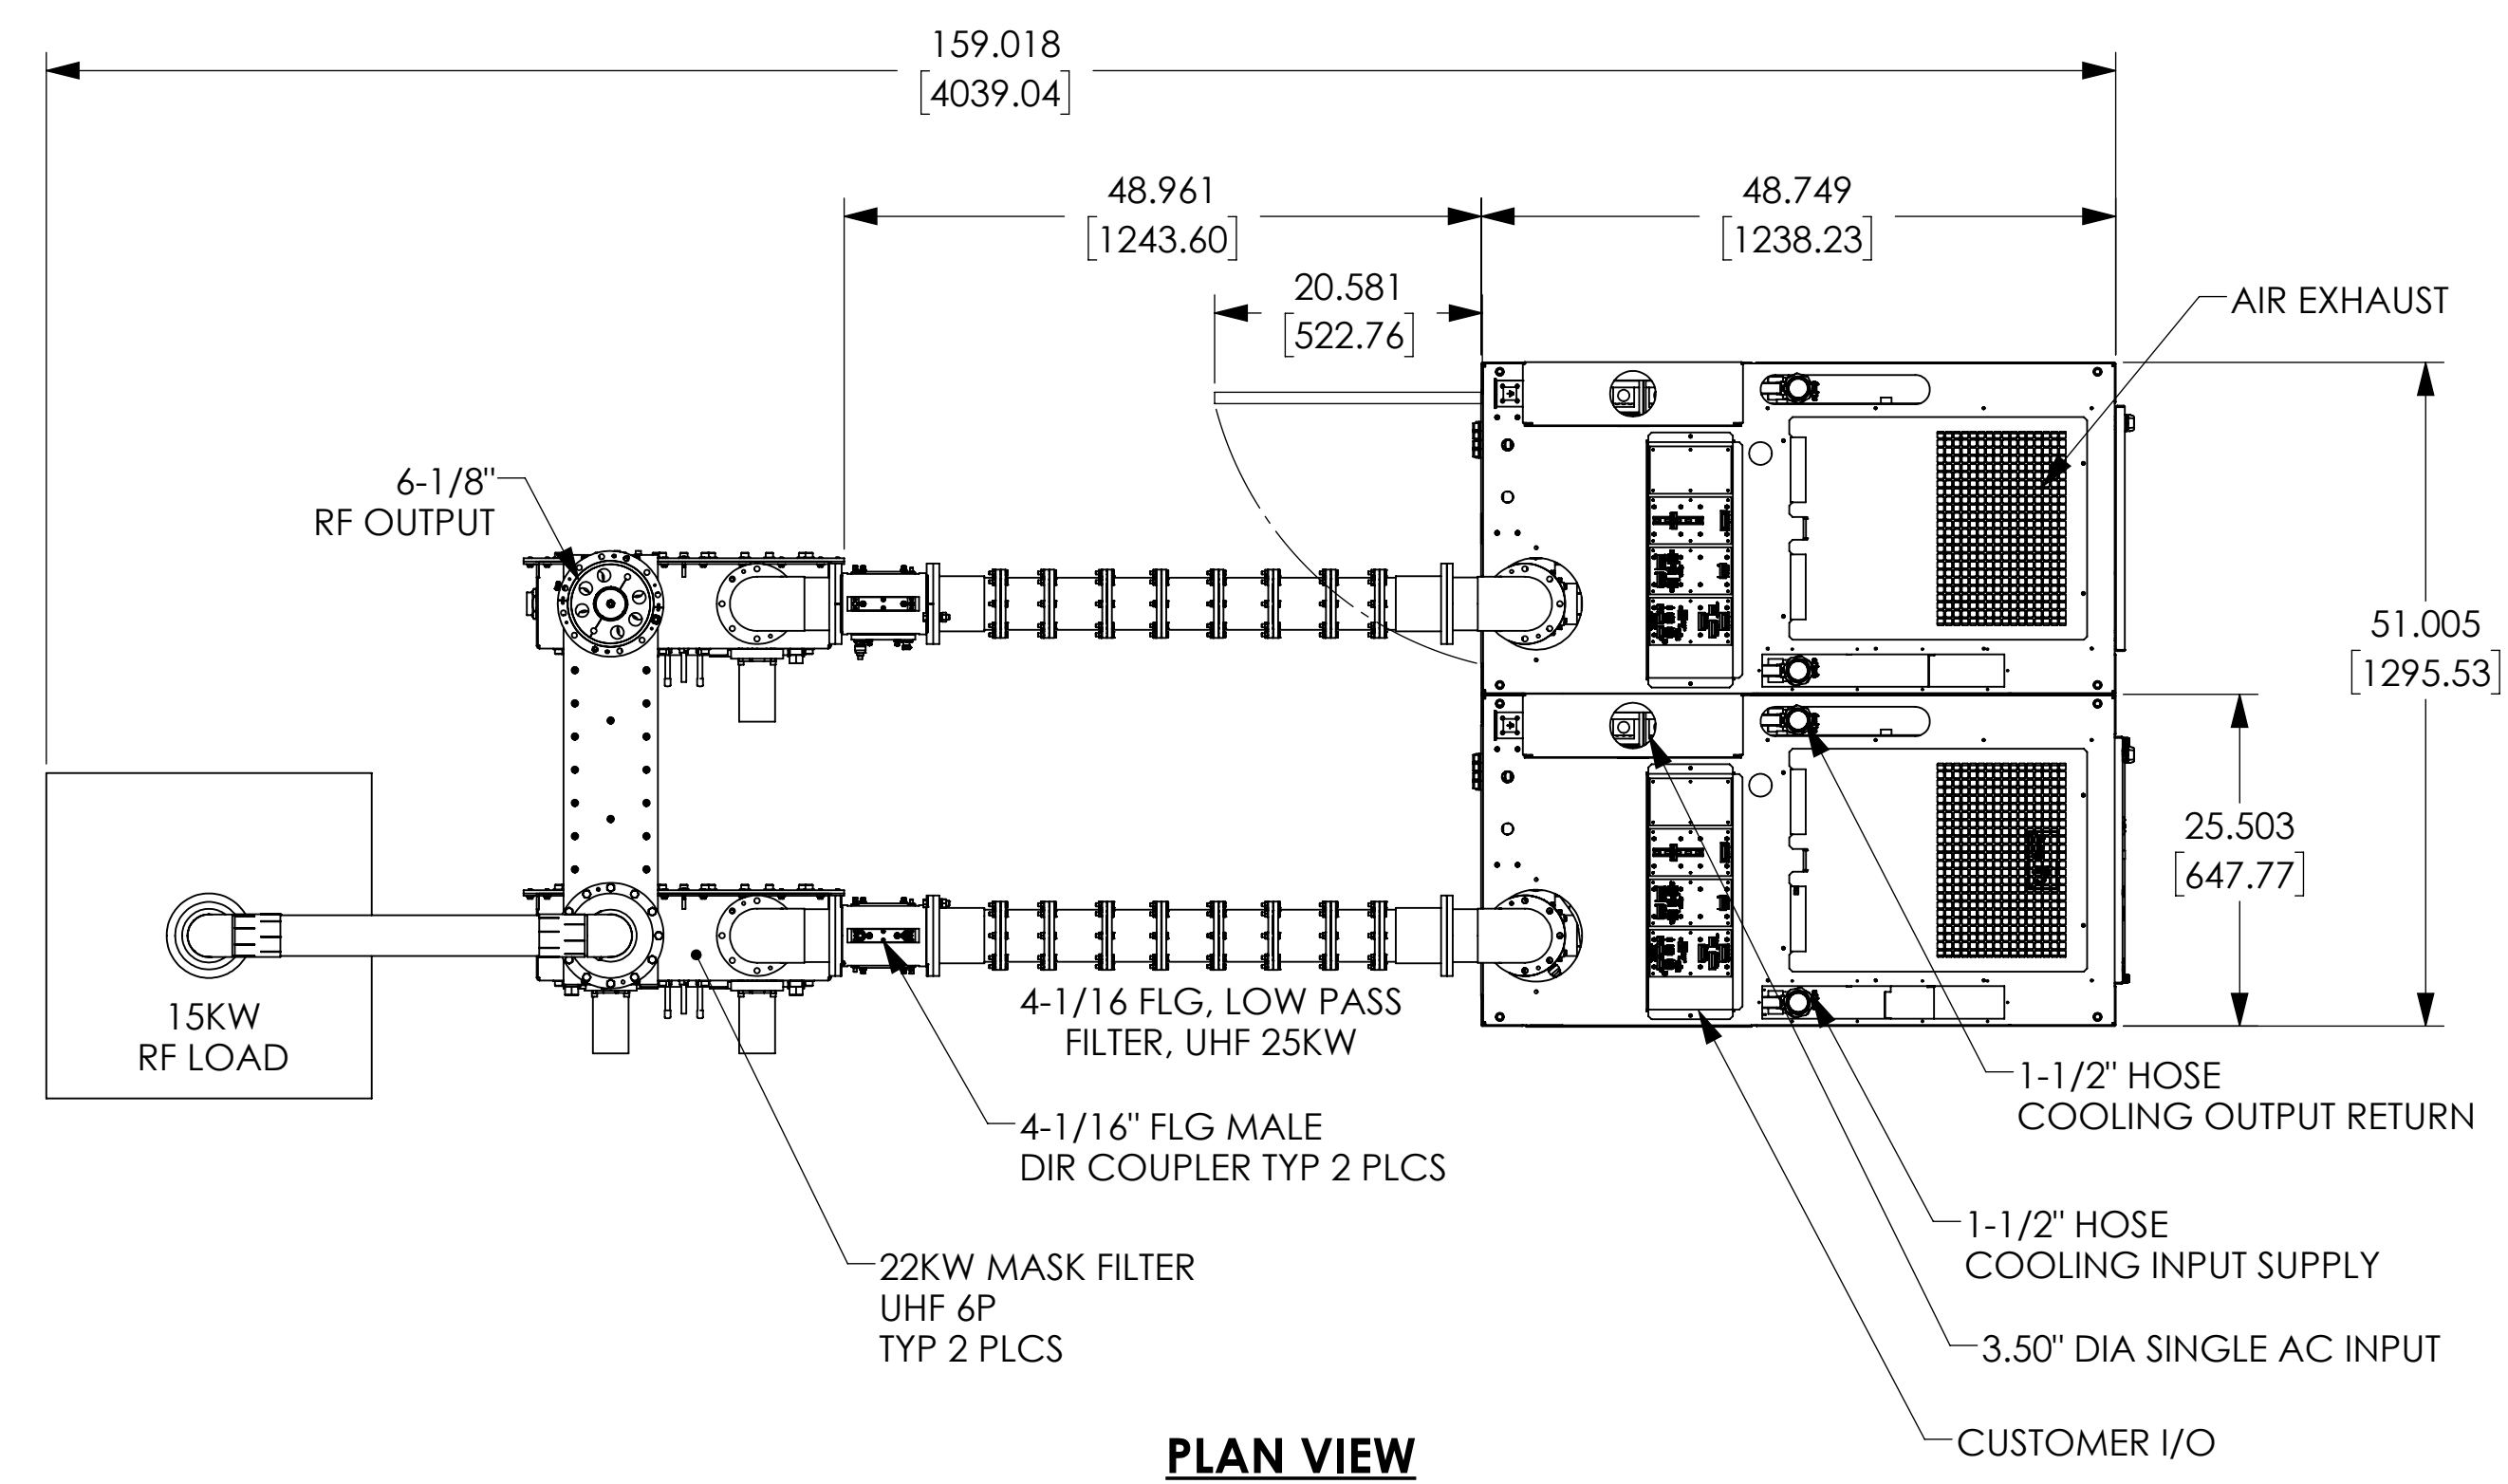 159.018
[4039.04]
48.961
[1243.60]
48.749
[1238.23]
20.581
[522.76]
AIR EXHAUST
6-1/8"
RF OUTPUT
51.005
[1295.53]
25.503
[647.77]
15KW
RF LOAD
4-1/16 FLG, LOW PASS
FILTER, UHF 25KW
4-1/16" FLG MALE
DIR COUPLER TYP 2 PLCS
22KW MASK FILTER
UHF 6P
TYP 2 PLCS
1-1/2" HOSE
COOLING OUTPUT RETURN
1-1/2" HOSE
COOLING INPUT SUPPLY
3.50" DIA SINGLE AC INPUT
CUSTOMER I/O
PLAN VIEW